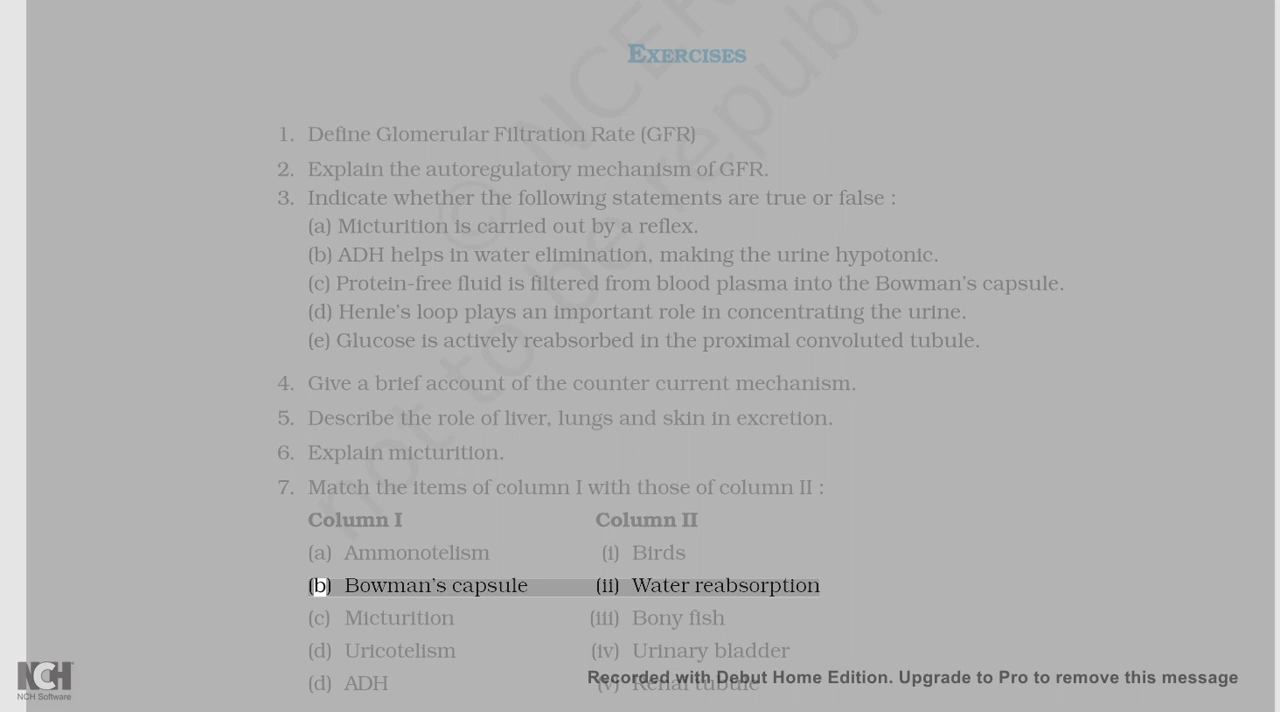 EXERCISES
1. Define Glomerular Filtration Rate (GFR)
2. Explain the autoregulatory mechanism of GFR.
3. Indicate whether the following statements are true or false :
(a) Micturition is carried out by a reflex.
(b) ADH helps in water elimination, making the urine hypotonic.
(c) Protein-free fluid is filtered from blood plasma into the Bowman's capsule.
(d) Henle's loop plays an important role in concentrating the urine.
(e) Glucose is actively reabsorbed in the proximal convoluted tubule.
4. Give a brief account of the counter current mechanism.
5. Describe the role of liver, lungs and skin in excretion.
6. Explain micturition.
7. Match the items of column I with those of column II :
Column I Column II
(a) Ammonotelism (i) Birds
(b) Bowman's capsule (ii) Water reabsorption
(c) Micturition (iii) Bony fish
(d) Uricotelism (iv) Urinary bladder
(d) ADH (v) Renal tubule
Recorded with Debut Home Edition. Upgrade to Pro to remove this message
NCH
NCH Software
© NCER
not to be republi